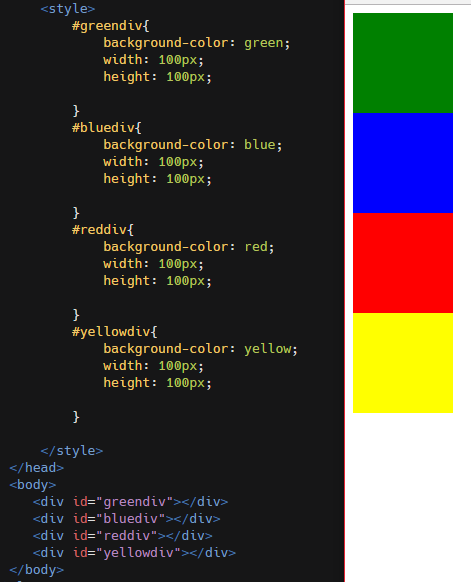 <style>
#greendiv{
background-color: green;
width: 100px;
height: 100px;
}
#bluediv{
background-color: blue;
width: 100px;
height: 100px;
}
#reddiv{
background-color: red;
width: 100px;
height: 100px;
}
#yellowdiv{
background-color: yellow;
width: 100px;
height: 100px;
}
</style>
</head>
<body>
<div id="greendiv"></div>
<div id="bluediv"></div>
<div id="reddiv"></div>
<div id="yellowdiv"></div>
</body>